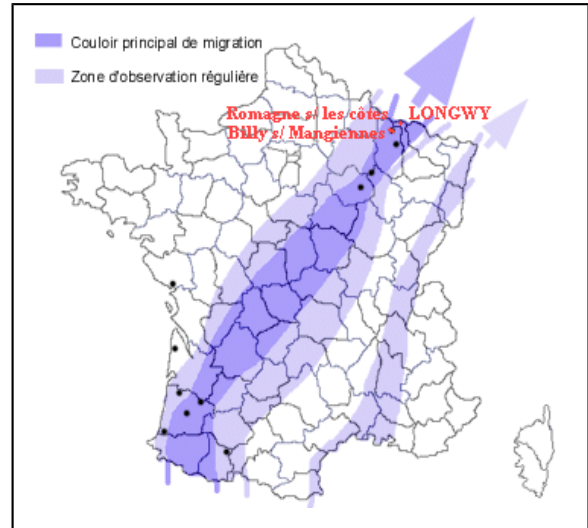 Couloir principal de migration
Zone d'observation régulière
Romagne s/ les côtes LONGWY
Billy s/ Mangiennes